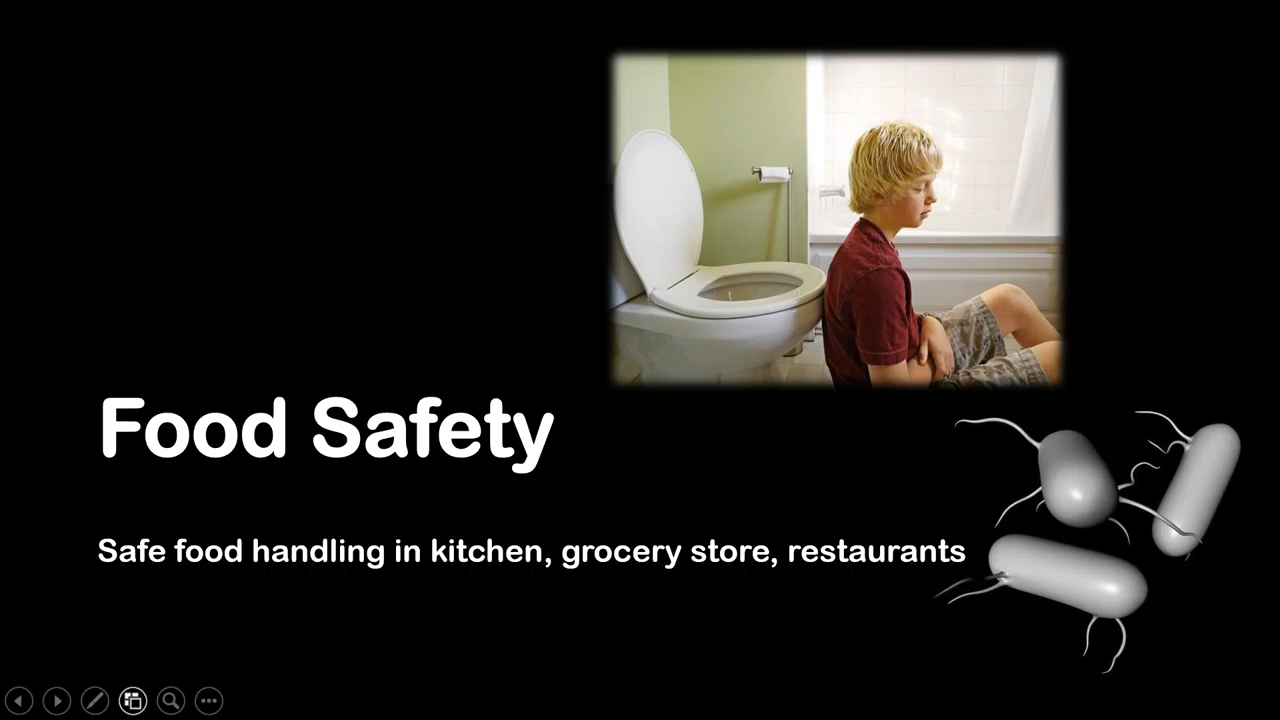 Food Safety
Safe food handling in kitchen, grocery store, restaurants